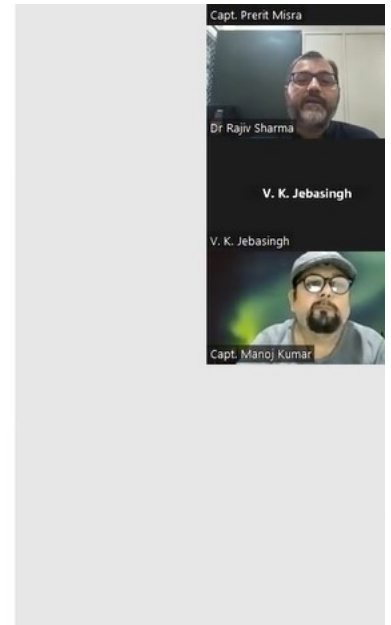 Capt. Prerit Misra
Dr Rajiv Sharma
V. K. Jebasingh
V. K. Jebasingh
Capt. Manoj Kumar